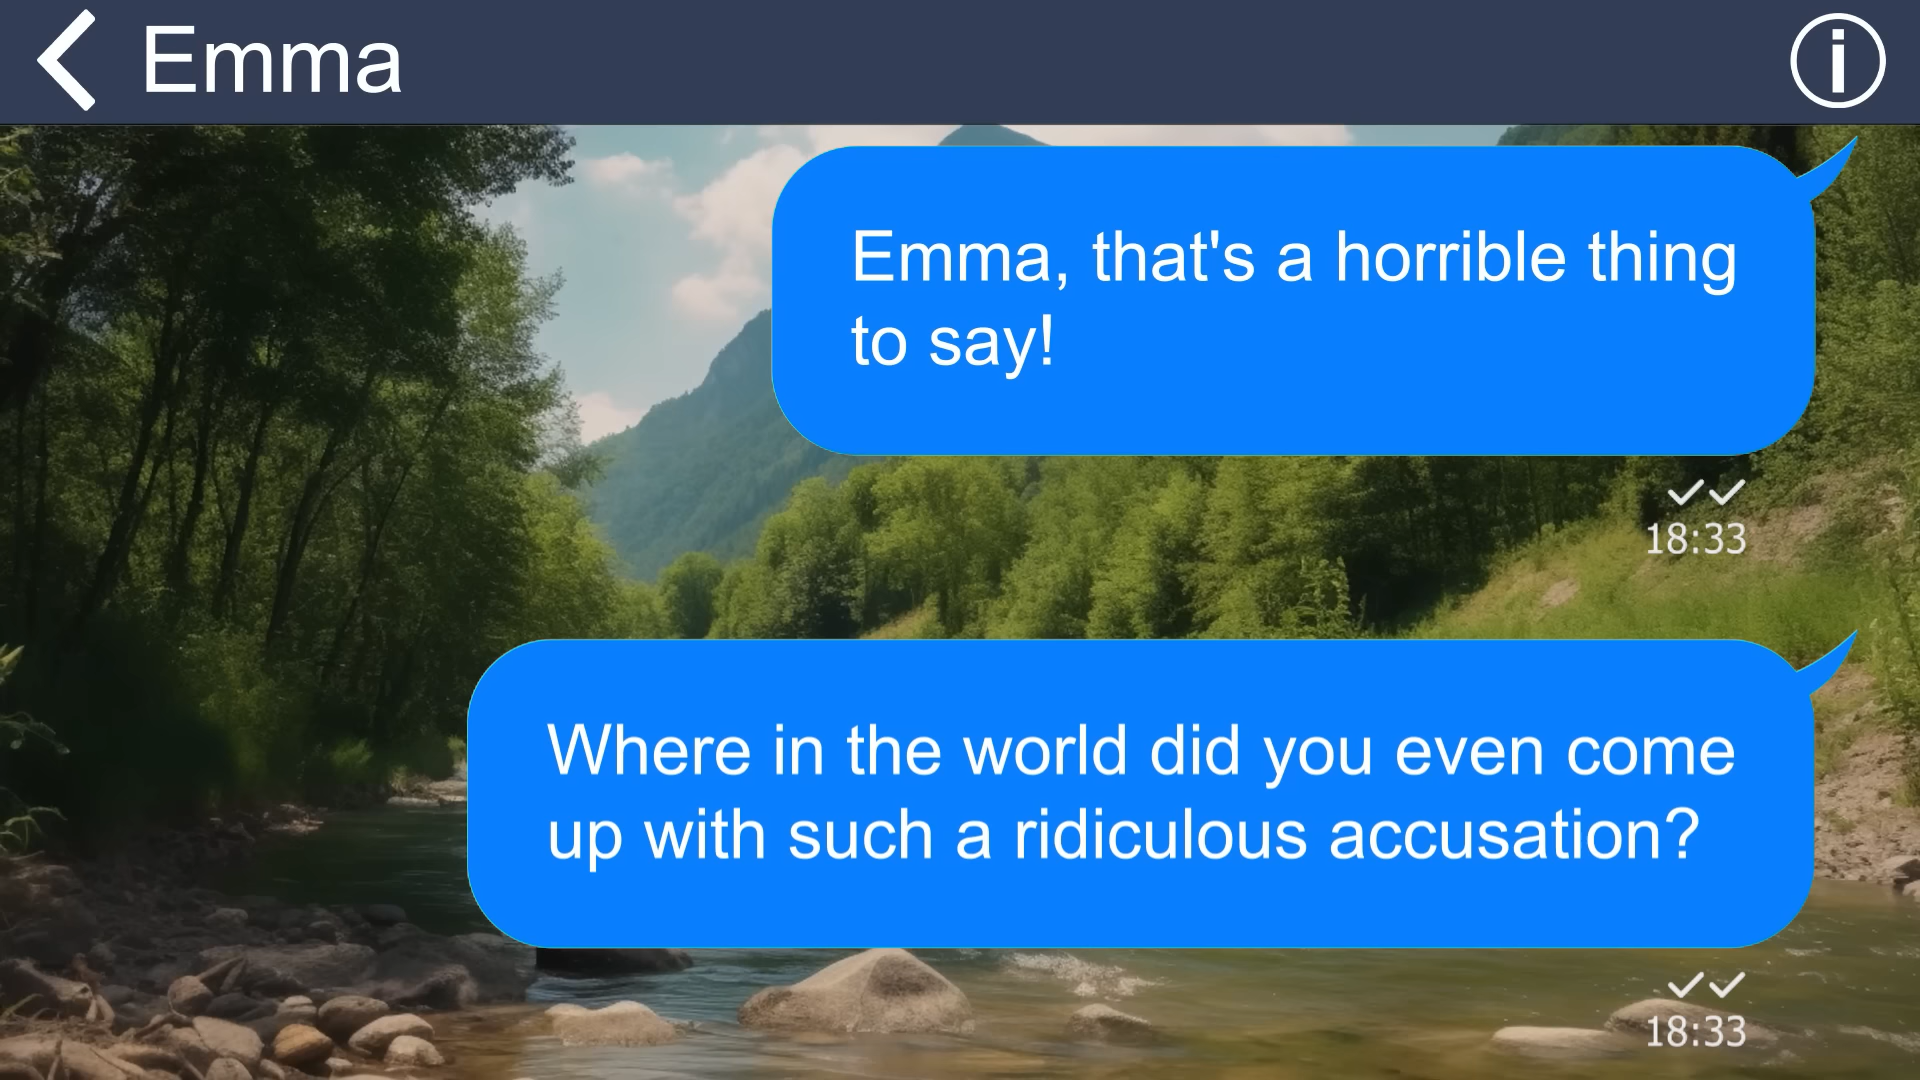 Emma
Emma, that's a horrible thing
to say!
18:33
Where in the world did you even come
up with such a ridiculous accusation?
18:33